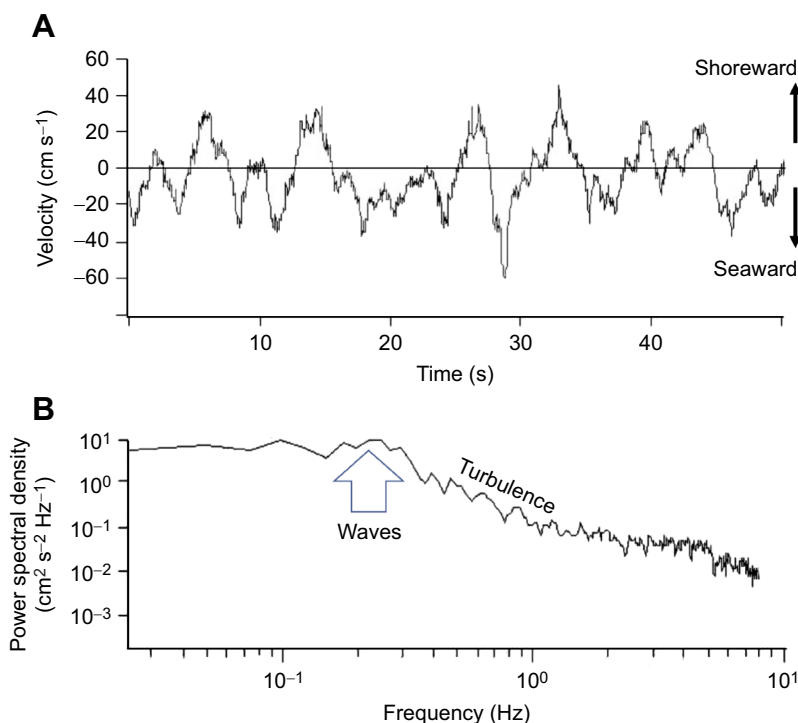 A
60
40
20
0
−20
−40
−60
Velocity (cm s⁻¹)
Shoreward
Seaward
10
20
30
40
Time (s)
B
10¹
10⁰
10⁻¹
10⁻²
10⁻³
Power spectral density
(cm² s⁻² Hz⁻¹)
Turbulence
Waves
10⁻¹
10⁰
10¹
Frequency (Hz)